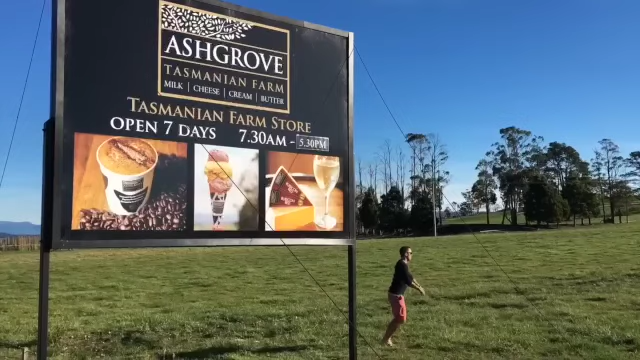 ASHGROVE
TASMANIAN FARM
MILK | CHEESE | CREAM | BUTTER
TASMANIAN FARM STORE
OPEN 7 DAYS 7.30AM - 5.30PM